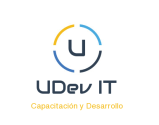 U
UDev IT
Capacitación y Desarrollo